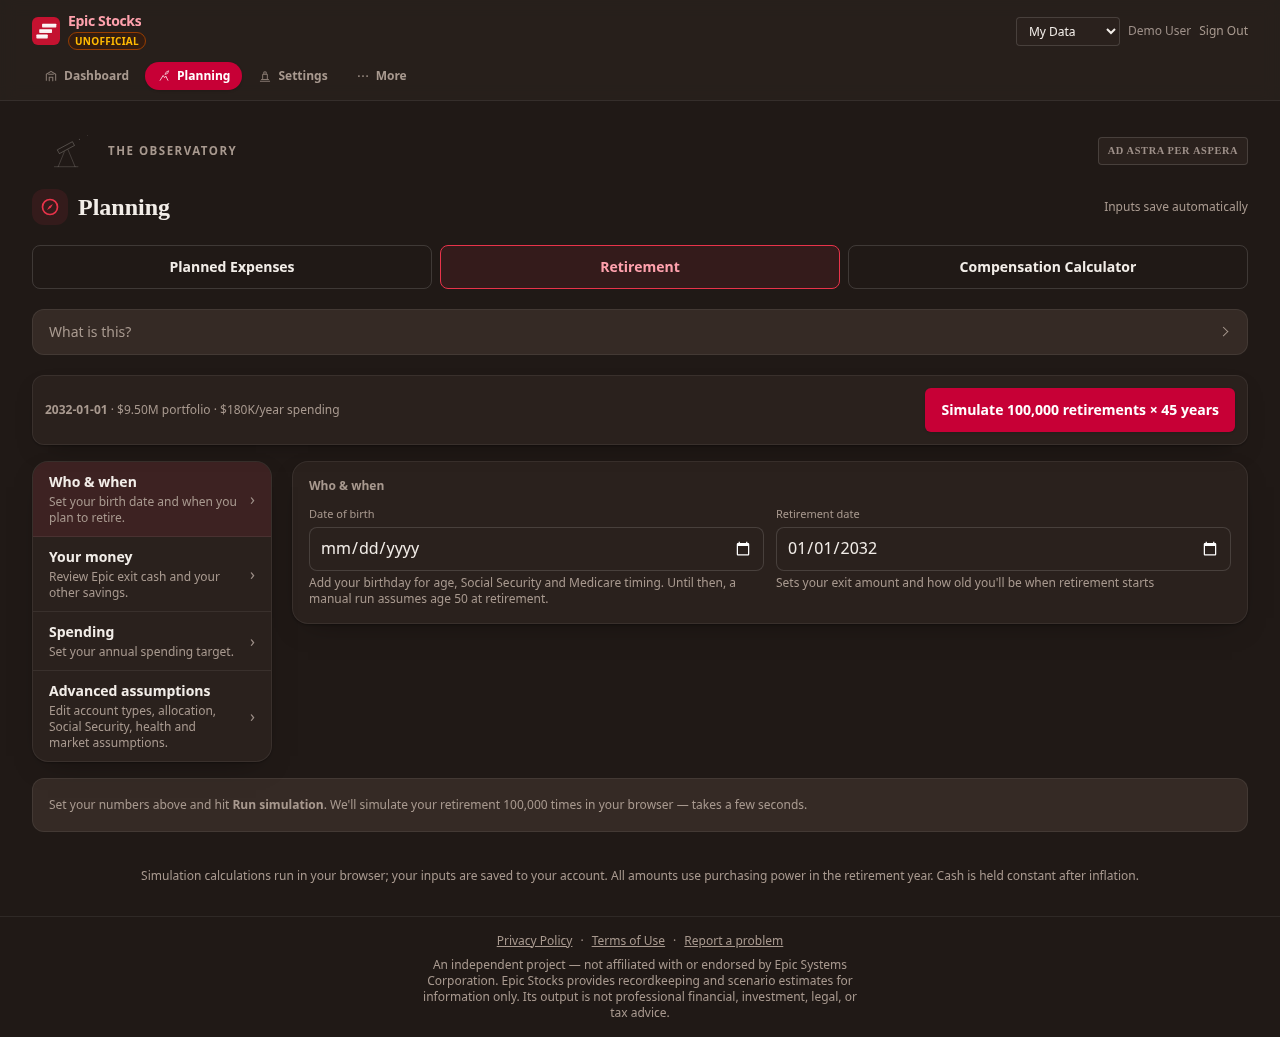 Epic Stocks
UNOFFICIAL
My Data
Demo User
Sign Out
Dashboard
Planning
Settings
More
THE OBSERVATORY
AD ASTRA PER ASPERA
Planning
Inputs save automatically
Planned Expenses
Retirement
Compensation Calculator
What is this?
2032-01-01 · $9.50M portfolio · $180K/year spending
Simulate 100,000 retirements × 45 years
Who & when
Set your birth date and when you
plan to retire.
Your money
Review Epic exit cash and your
other savings.
Spending
Set your annual spending target.
Advanced assumptions
Edit account types, allocation,
Social Security, health and
market assumptions.
Who & when
Date of birth
mm/dd/yyyy
Add your birthday for age, Social Security and Medicare timing. Until then, a
manual run assumes age 50 at retirement.
Retirement date
01/01/2032
Sets your exit amount and how old you'll be when retirement starts
Set your numbers above and hit Run simulation. We'll simulate your retirement 100,000 times in your browser — takes a few seconds.
Simulation calculations run in your browser; your inputs are saved to your account. All amounts use purchasing power in the retirement year. Cash is held constant after inflation.
Privacy Policy · Terms of Use · Report a problem
An independent project — not affiliated with or endorsed by Epic Systems
Corporation. Epic Stocks provides recordkeeping and scenario estimates for
information only. Its output is not professional financial, investment, legal, or
tax advice.